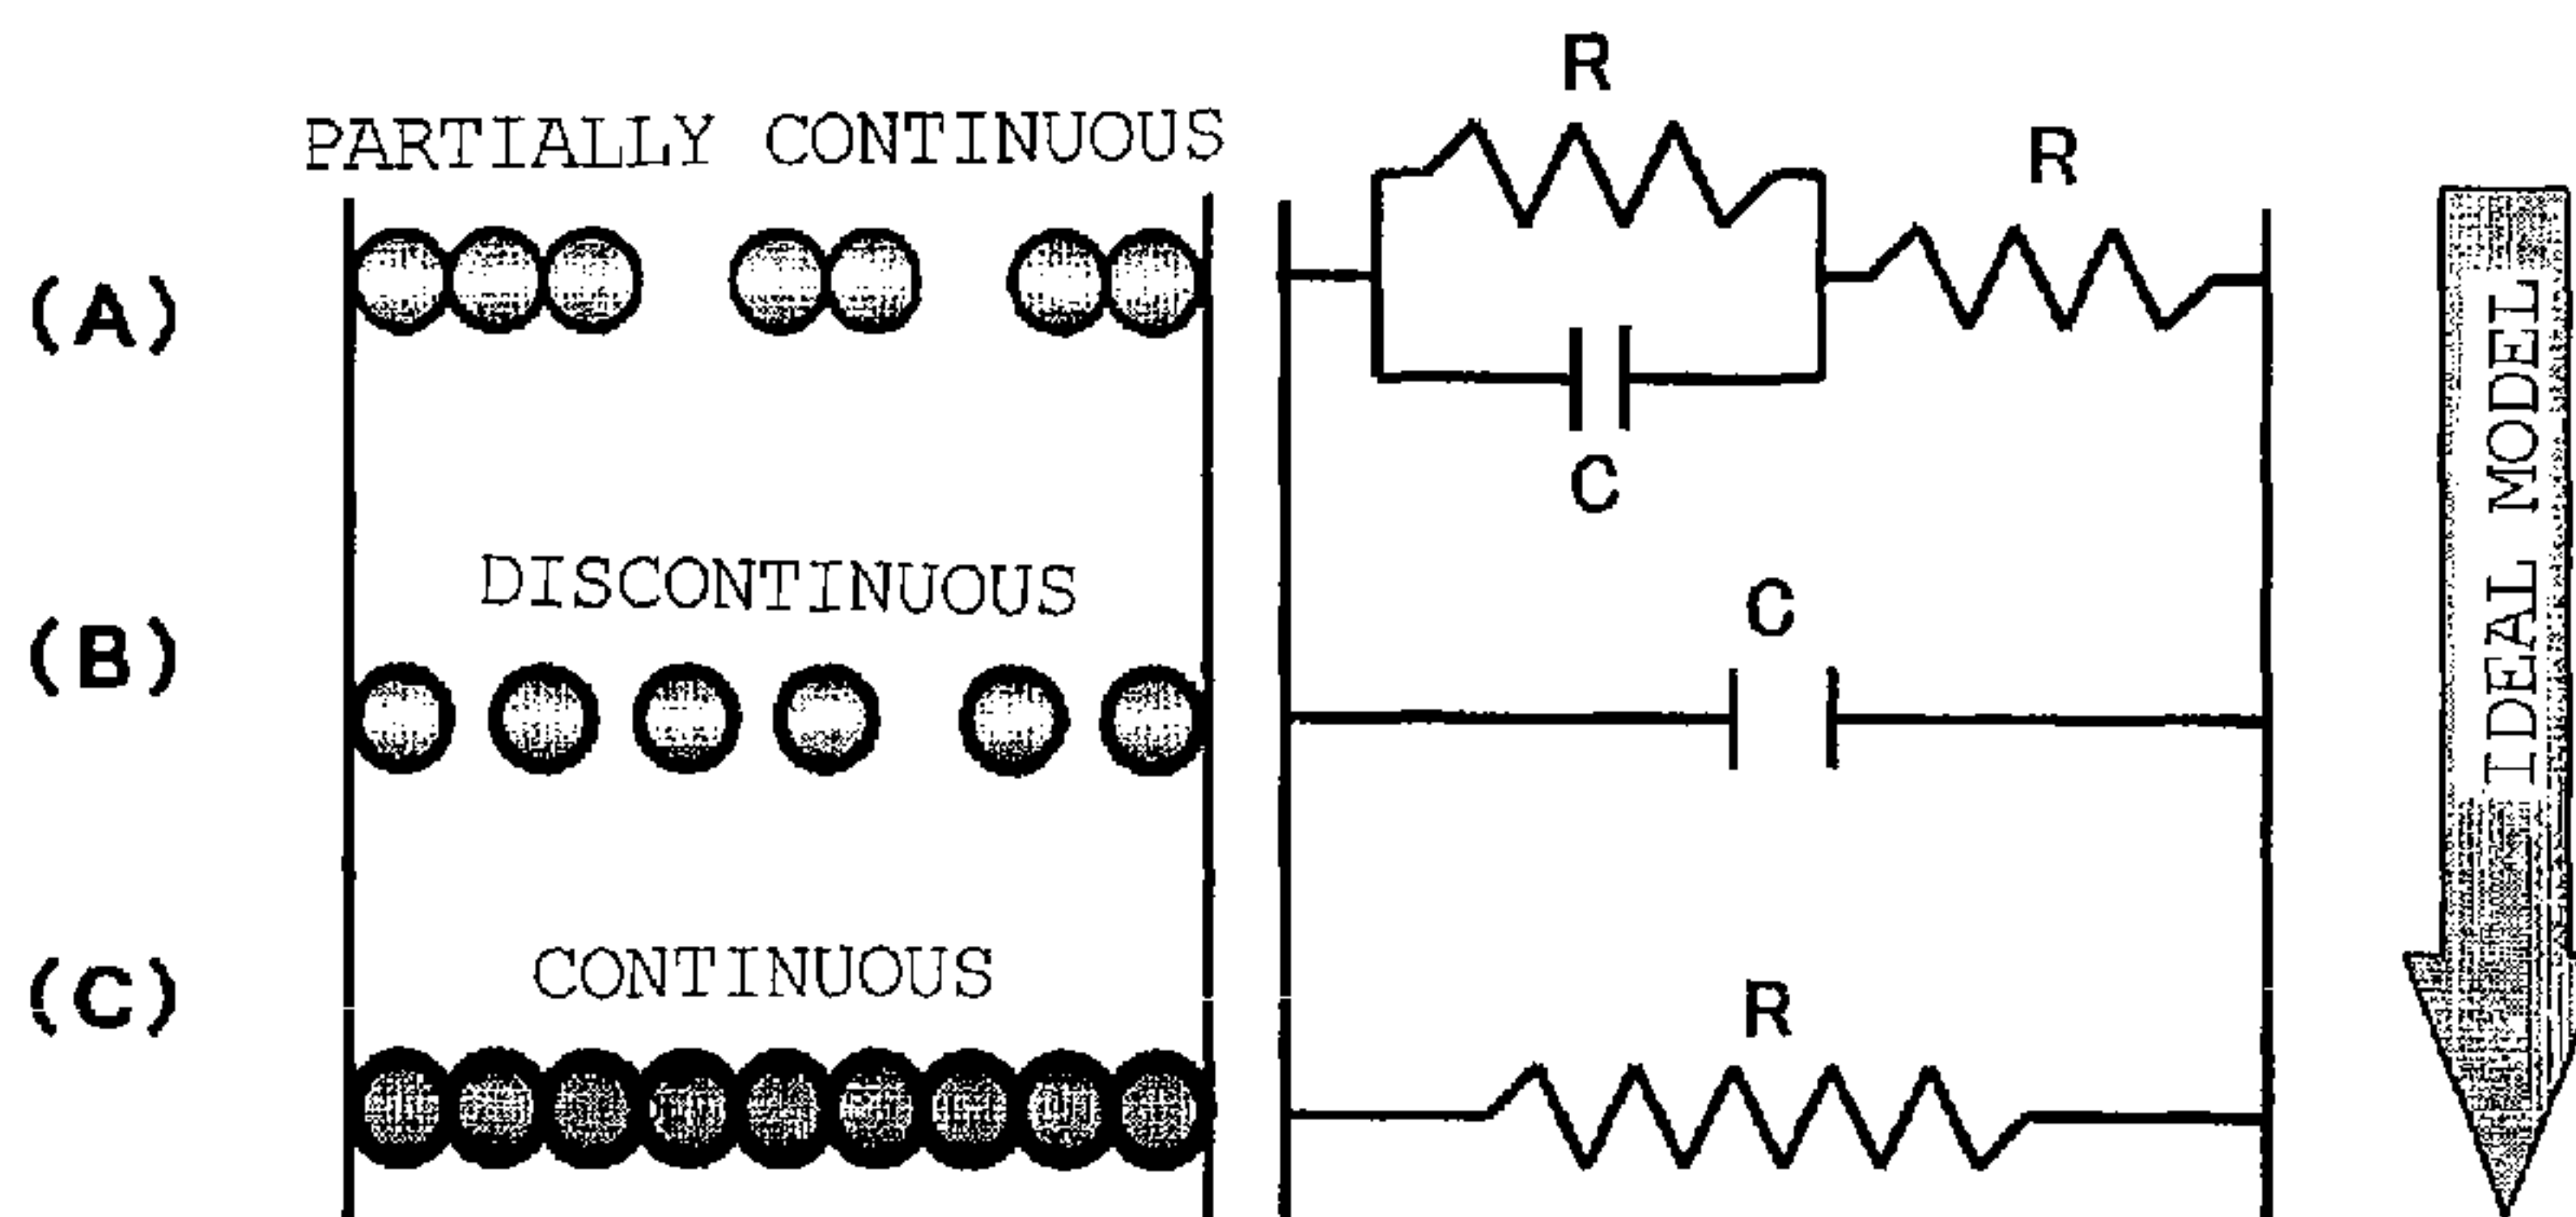 R
PARTIALLY CONTINUOUS
R
(A)
C
IDEAL MODEL
DISCONTINUOUS
C
(B)
CONTINUOUS
(C)
R